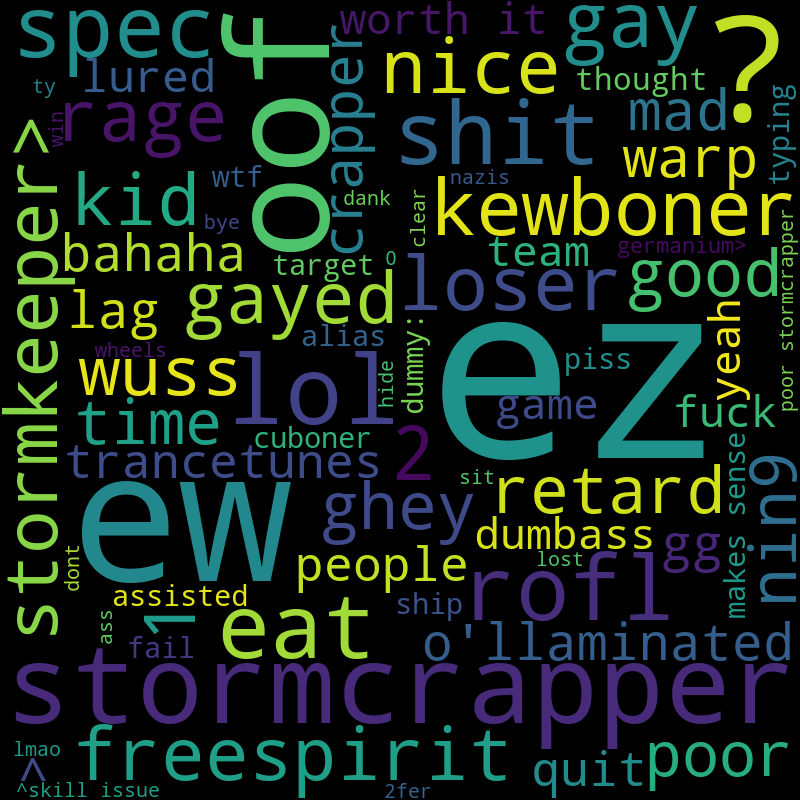 spec
oof
worth it
gay
?
ty
lured
crapper
nice
thought
typing
win
rage
shit
mad
stormkeeper>
kid
wtf
dank
nazis
warp
bye
clear
kewboner
bahaha
target
0
team
germanium>
poor stormcrapper
lag
gayed
loser
good
alias
dummy:
ez
yeah
wheels
wuss
lol
hide
piss
game
time
cuboner
2
fuck
trancetunes
sit
makes sense
nin9
ew
ghey
retard
dumbass
gg
dont
people
lost
assisted
ship
rofl
ass
1
eat
fail
o'llaminated
stormcrapper
lmao
^
freespirit
quit
poor
^skill issue
2fer